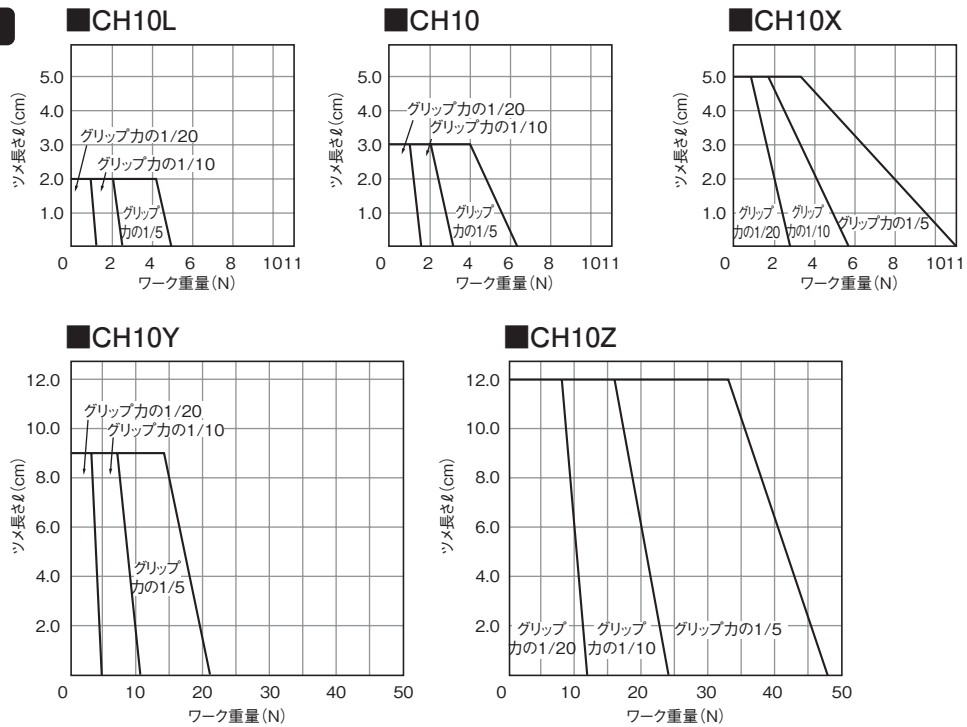 ■CH10L
ツメ長さℓ(cm)
5.0
4.0
3.0
2.0
1.0
グリップ力の1/20
グリップ力の1/10
グリップ
力の1/5
0 2 4 6 8 1011
ワーク重量(N)
■CH10
ツメ長さℓ(cm)
5.0
4.0
3.0
2.0
1.0
グリップ力の1/20
グリップ力の1/10
グリップ
力の1/5
0 2 4 6 8 1011
ワーク重量(N)
■CH10X
ツメ長さℓ(cm)
5.0
4.0
3.0
2.0
1.0
グリップ
力の1/20
グリップ
力の1/10
グリップ力の1/5
0 2 4 6 8 1011
ワーク重量(N)
■CH10Y
ツメ長さℓ(cm)
12.0
10.0
8.0
6.0
4.0
2.0
グリップ力の1/20
グリップ力の1/10
グリップ
力の1/5
0 10 20 30 40 50
ワーク重量(N)
■CH10Z
ツメ長さℓ(cm)
12.0
10.0
8.0
6.0
4.0
2.0
グリップ
力の1/20
グリップ
力の1/10
グリップ力の1/5
0 10 20 30 40 50
ワーク重量(N)